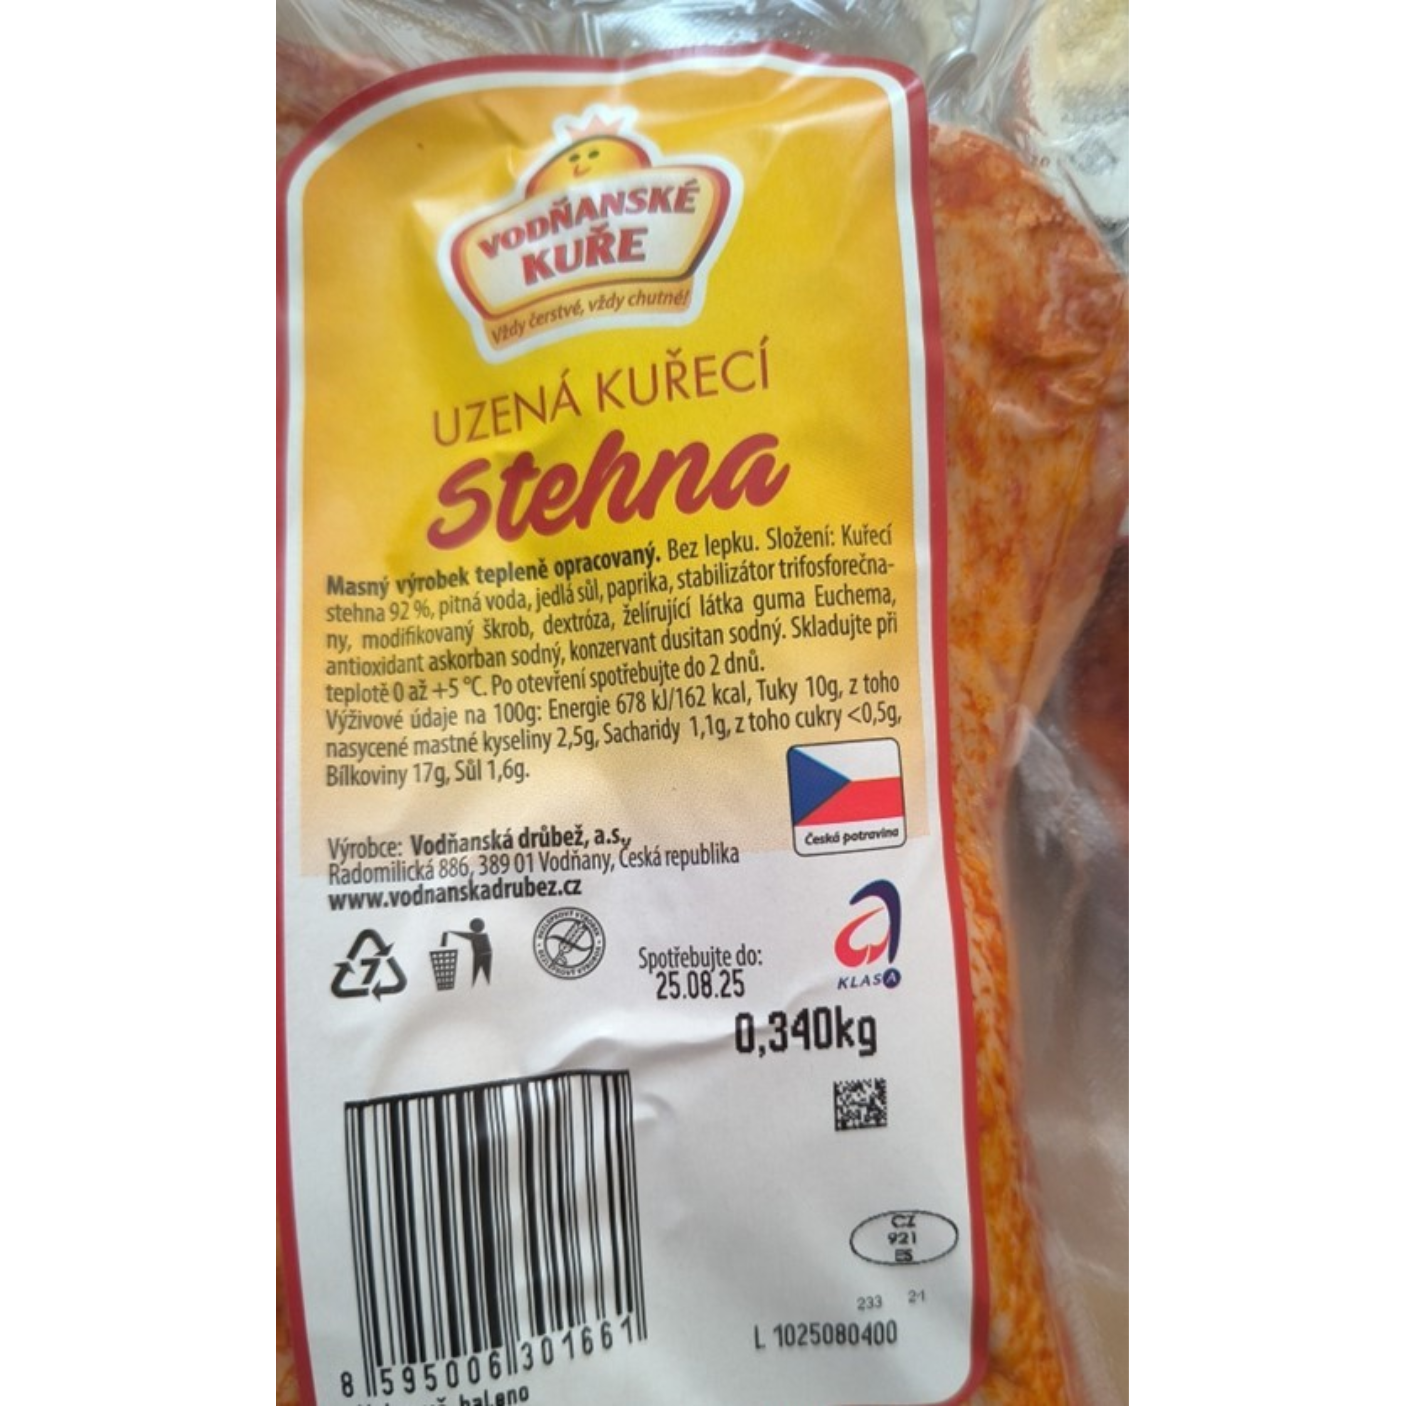 VODŇANSKÉ
KUŘE
Vždy čerstvé, vždy chutné!
UZENÁ KUŘECÍ
Stehna
Masný výrobek tepleně opracovaný. Bez lepku. Složení: Kuřecí
stehna 92 %, pitná voda, jedlá sůl, paprika, stabilizátor trifosforečna-
ny, modifikovaný škrob, dextróza, želírující látka guma Euchema,
antioxidant askorban sodný, konzervant dusitan sodný. Skladujte při
teplotě 0 až +5 °C. Po otevření spotřebujte do 2 dnů.
Výživové údaje na 100g: Energie 678 kJ/162 kcal, Tuky 10g, z toho
nasycené mastné kyseliny 2,5g, Sacharidy 1,1g, z toho cukry <0,5g,
Bílkoviny 17g, Sůl 1,6g.
Česká potravina
Výrobce: Vodňanská drůbež, a.s.,
Radomilická 886, 389 01 Vodňany, Česká republika
www.vodnanskadrubez.cz
7
Spotřebujte do:
25.08.25
KLASA
0,340kg
CZ
921
ES
233 21
L 1025080400
8 595006 301661
baleno